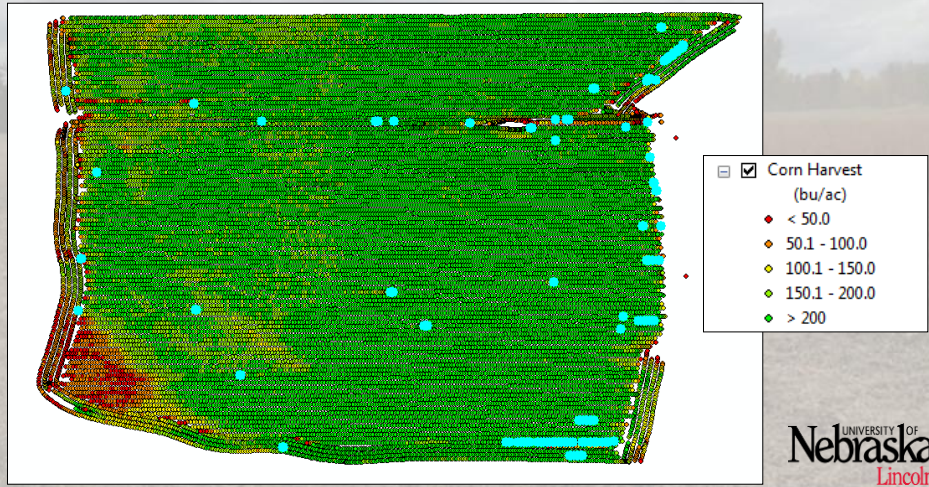 Corn Harvest
(bu/ac)
< 50.0
50.1 - 100.0
100.1 - 150.0
150.1 - 200.0
> 200
UNIVERSITY OF
Nebraska
Lincoln